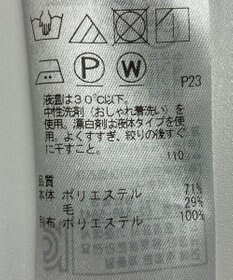 P W
P23
液温は30℃以下。
中性洗剤(おしゃれ着洗い)を
使用。漂白剤は液体タイプを使
用。よくすすぎ、絞りの後すぐ
に干すこと。
110
品質
本体 ポリエステル 71%
毛 29%
別布 ポリエステル 100%